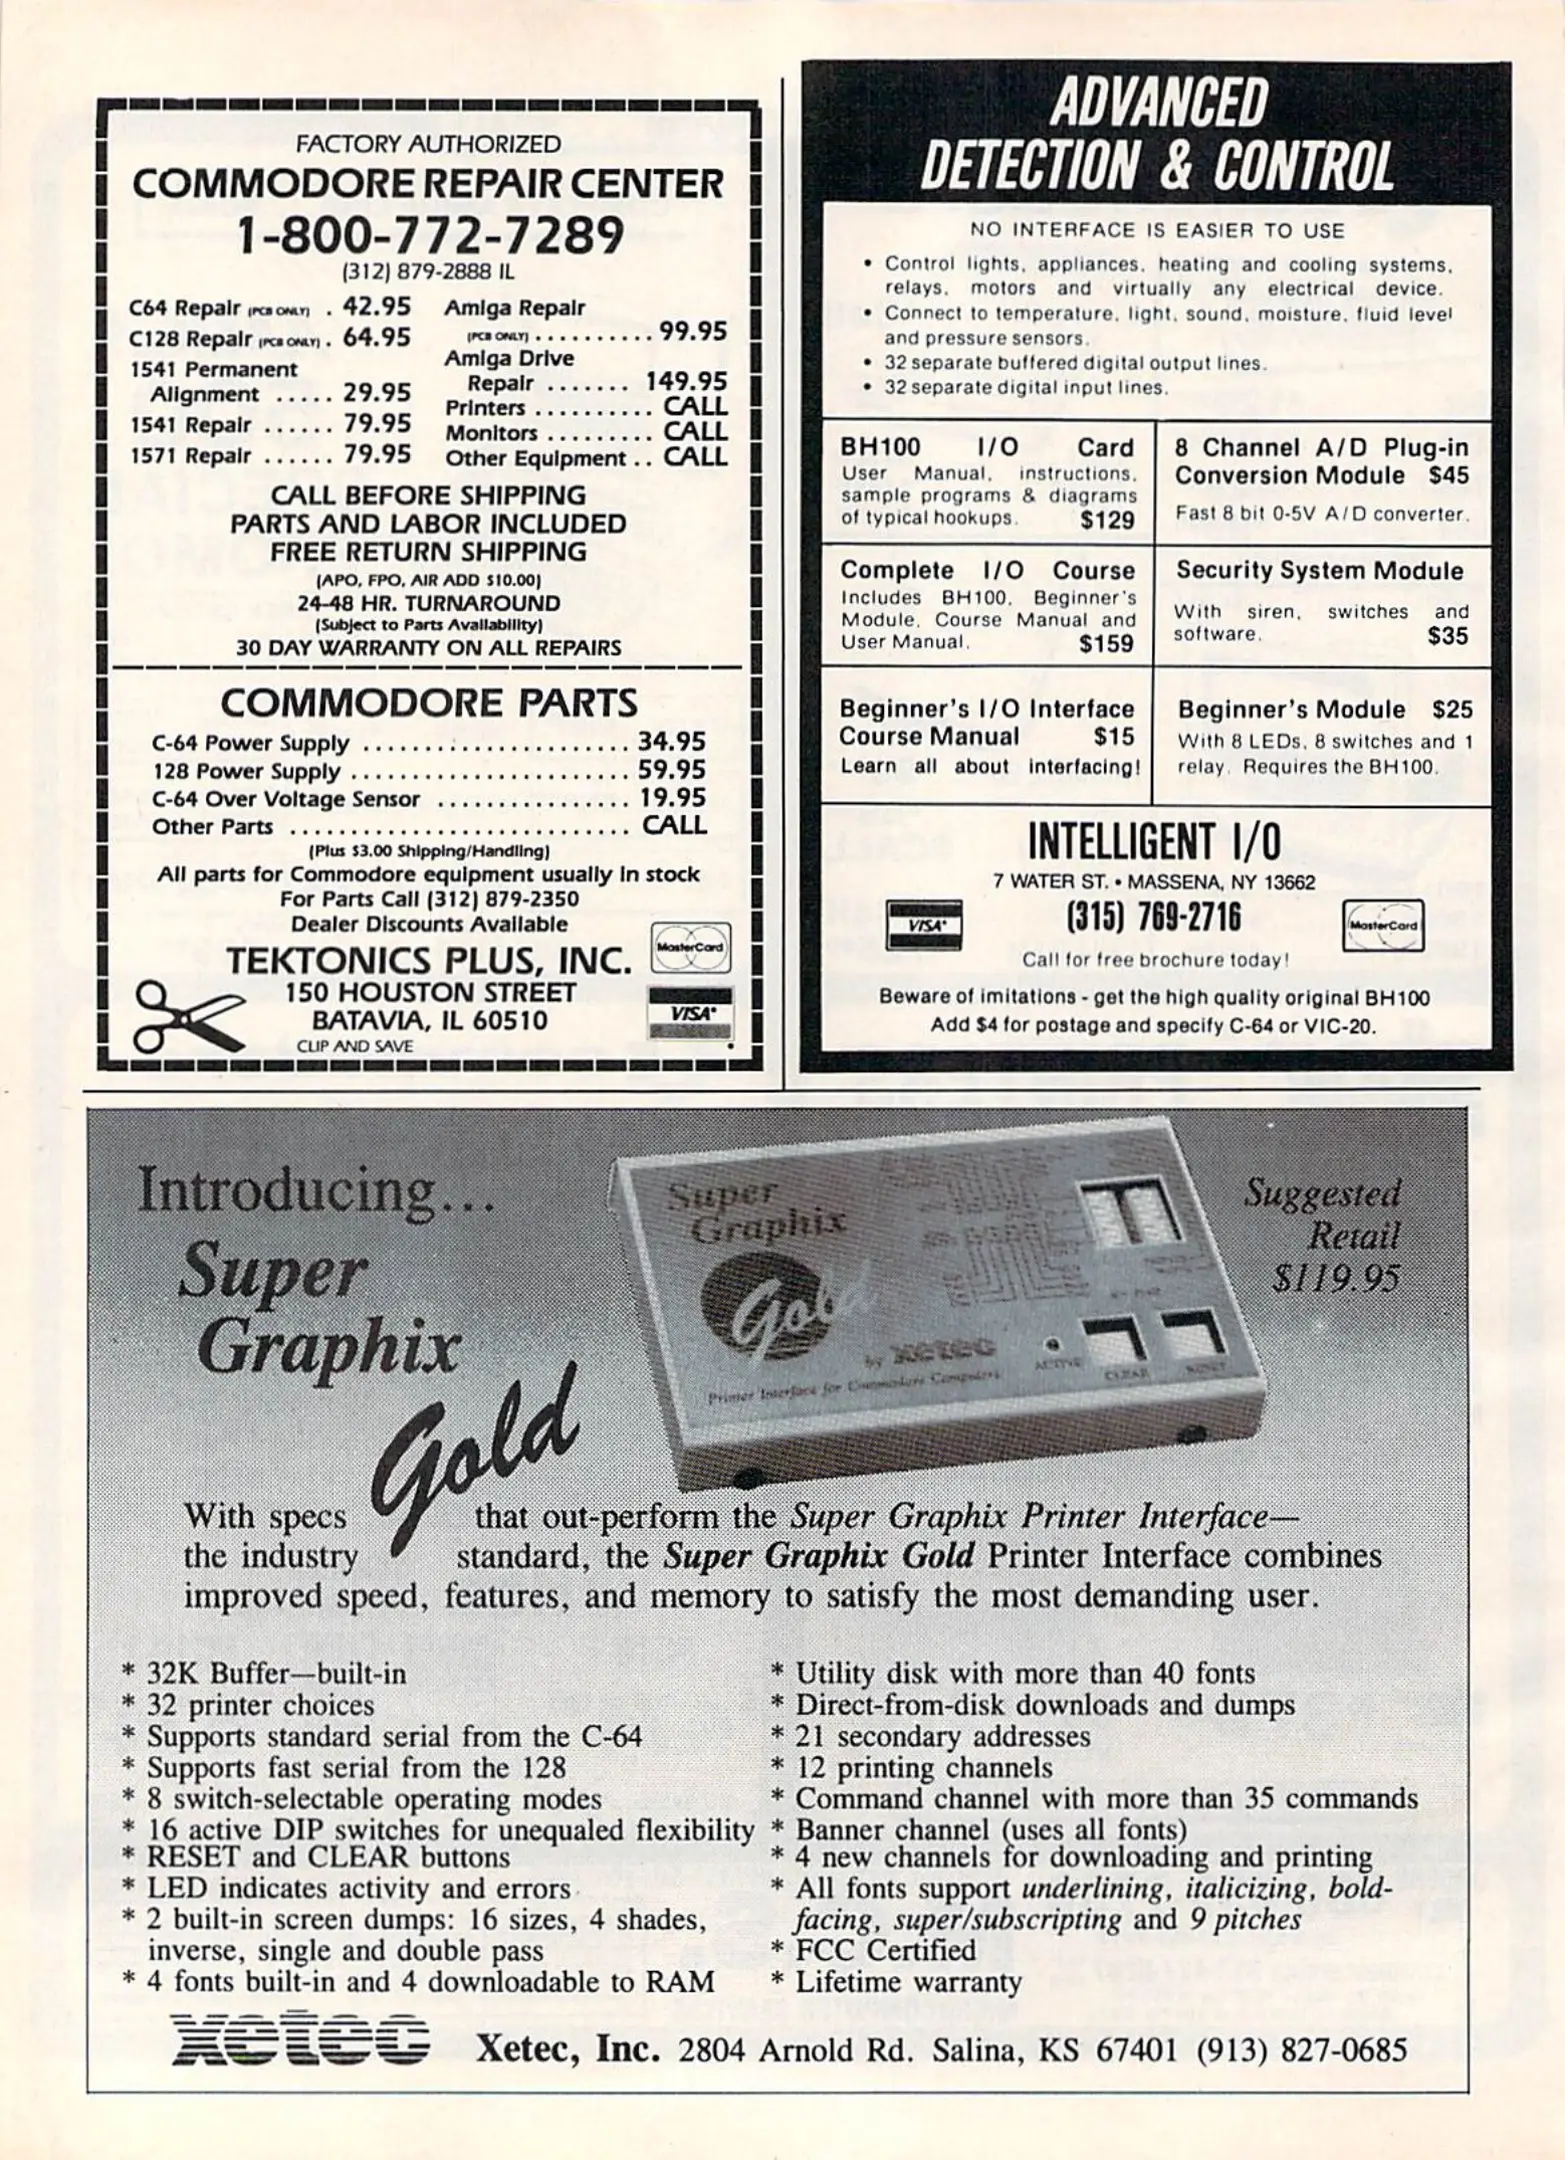 FACTORY AUTHORIZED
COMMODORE REPAIR CENTER
1-800-772-7289
(312) 879-2888 IL
C64 Repair (PCB ONLY) . 42.95
C128 Repair (PCB ONLY) . 64.95
1541 Permanent
Alignment ..... 29.95
1541 Repair ...... 79.95
1571 Repair ...... 79.95
Amiga Repair
(PCB ONLY) .......... 99.95
Amiga Drive
Repair ....... 149.95
Printers .......... CALL
Monitors ......... CALL
Other Equipment .. CALL
CALL BEFORE SHIPPING
PARTS AND LABOR INCLUDED
FREE RETURN SHIPPING
(APO, FPO, AIR ADD $10.00)
24-48 HR. TURNAROUND
(Subject to Parts Availability)
30 DAY WARRANTY ON ALL REPAIRS
COMMODORE PARTS
C-64 Power Supply ...................... 34.95
128 Power Supply ....................... 59.95
C-64 Over Voltage Sensor ................ 19.95
Other Parts ............................ CALL
(Plus $3.00 Shipping/Handling)
All parts for Commodore equipment usually in stock
For Parts Call (312) 879-2350
Dealer Discounts Available
TEKTONICS PLUS, INC.
150 HOUSTON STREET
BATAVIA, IL 60510
CLIP AND SAVE
MasterCard
VISA
ADVANCED
DETECTION & CONTROL
NO INTERFACE IS EASIER TO USE
• Control lights, appliances, heating and cooling systems,
relays, motors and virtually any electrical device.
• Connect to temperature, light, sound, moisture, fluid level
and pressure sensors.
• 32 separate buffered digital output lines.
• 32 separate digital input lines.
BH100 I/O Card
User Manual, instructions,
sample programs & diagrams
of typical hookups. $129
8 Channel A/D Plug-in
Conversion Module $45
Fast 8 bit 0-5V A/D converter.
Complete I/O Course
Includes BH100, Beginner's
Module, Course Manual and
User Manual. $159
Security System Module
With siren, switches and
software. $35
Beginner's I/O Interface
Course Manual $15
Learn all about interfacing!
Beginner's Module $25
With 8 LEDs, 8 switches and 1
relay. Requires the BH100.
INTELLIGENT I/O
7 WATER ST. • MASSENA, NY 13662
VISA
(315) 769-2716
MasterCard
Call for free brochure today!
Beware of imitations - get the high quality original BH100
Add $4 for postage and specify C-64 or VIC-20.
Introducing...
Super
Graphix
Gold
Super
Graphix
Gold
by xetec
Printer Interface for Commodore Computers
ACTIVE
CLEAR
RESET
Suggested
Retail
$119.95
With specs that out-perform the Super Graphix Printer Interface—
the industry standard, the Super Graphix Gold Printer Interface combines
improved speed, features, and memory to satisfy the most demanding user.
* 32K Buffer—built-in
* 32 printer choices
* Supports standard serial from the C-64
* Supports fast serial from the 128
* 8 switch-selectable operating modes
* 16 active DIP switches for unequaled flexibility
* RESET and CLEAR buttons
* LED indicates activity and errors
* 2 built-in screen dumps: 16 sizes, 4 shades,
inverse, single and double pass
* 4 fonts built-in and 4 downloadable to RAM
* Utility disk with more than 40 fonts
* Direct-from-disk downloads and dumps
* 21 secondary addresses
* 12 printing channels
* Command channel with more than 35 commands
* Banner channel (uses all fonts)
* 4 new channels for downloading and printing
* All fonts support underlining, italicizing, bold-
facing, super/subscripting and 9 pitches
* FCC Certified
* Lifetime warranty
xetec
Xetec, Inc. 2804 Arnold Rd. Salina, KS 67401 (913) 827-0685